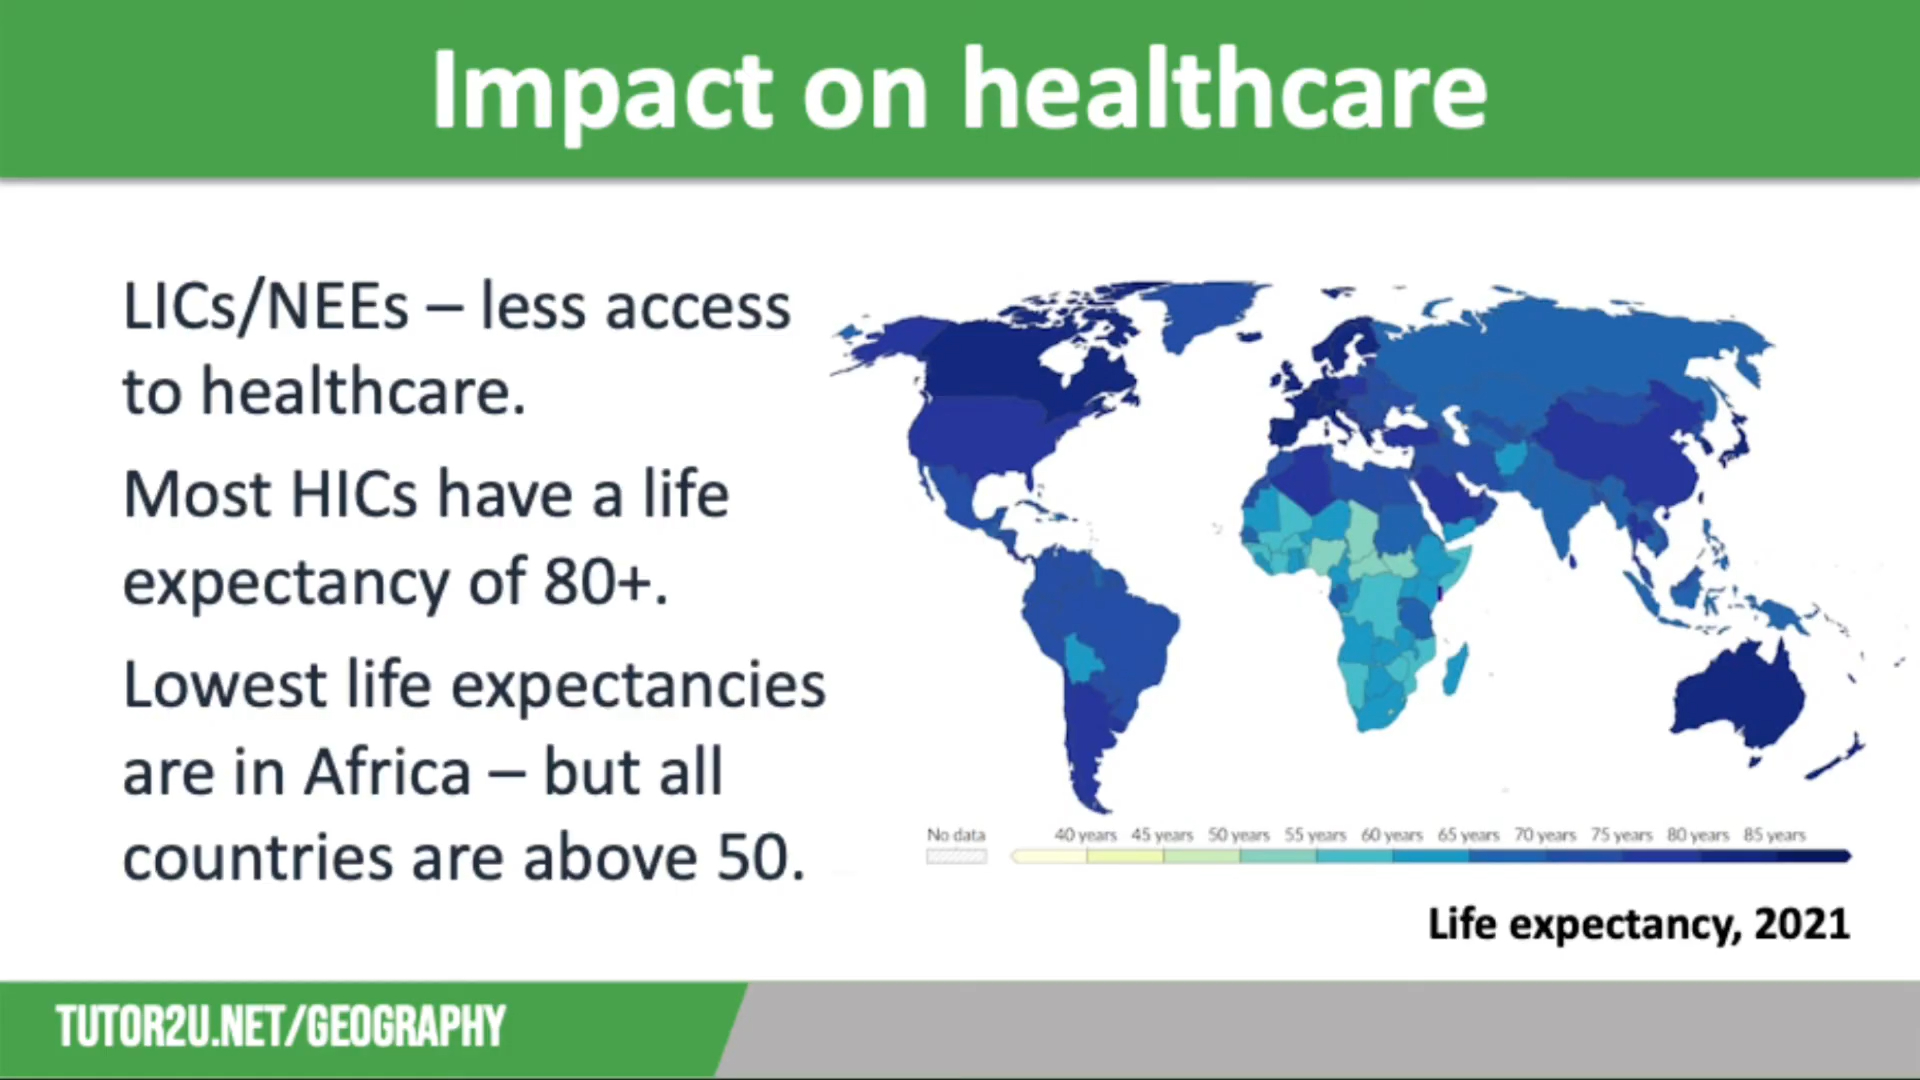 Impact on healthcare
LICs/NEEs – less access
to healthcare.
Most HICs have a life
expectancy of 80+.
Lowest life expectancies
are in Africa – but all
countries are above 50.
No data 40 years 45 years 50 years 55 years 60 years 65 years 70 years 75 years 80 years 85 years
Life expectancy, 2021
TUTOR2U.NET/GEOGRAPHY